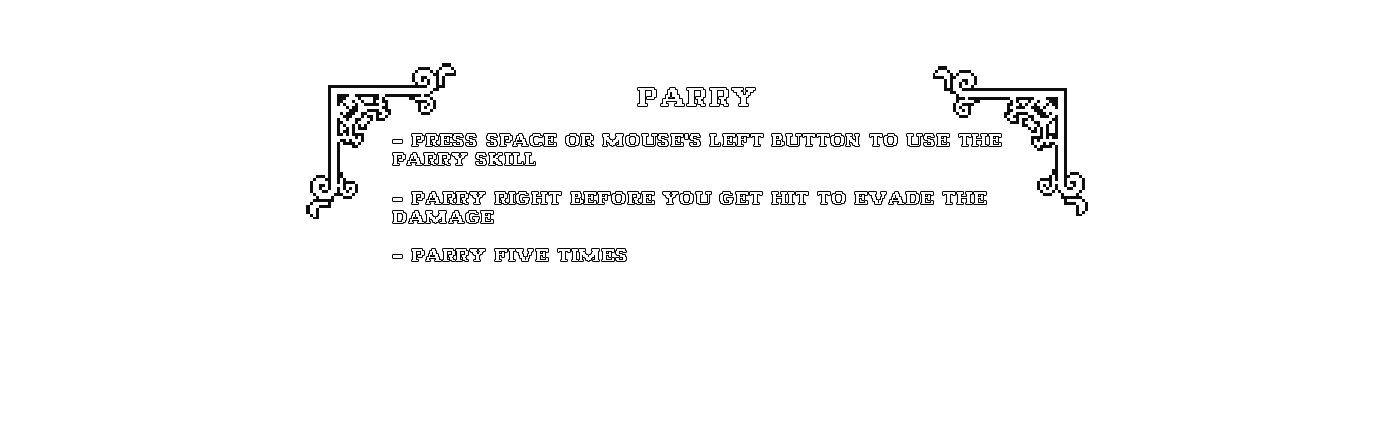 PARRY
- PRESS SPACE OR MOUSE'S LEFT BUTTON TO USE THE
PARRY SKILL
- PARRY RIGHT BEFORE YOU GET HIT TO EVADE THE
DAMAGE
- PARRY FIVE TIMES